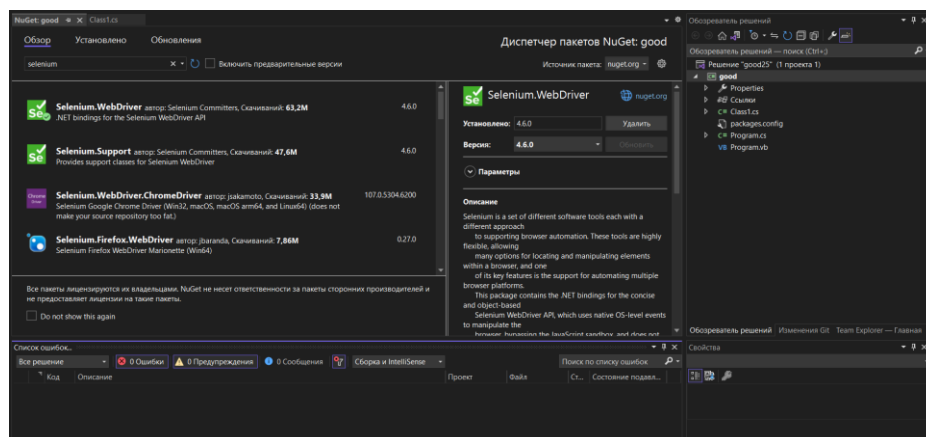 NuGet: good
Class1.cs
Обзор
Установлено
Обновления
Диспетчер пакетов NuGet: good
selenium
Включить предварительные версии
Источник пакета: nuget.org
Selenium.WebDriver автор: Selenium Committers, Скачиваний: 63,2M
4.6.0
.NET bindings for the Selenium WebDriver API
Selenium.Support автор: Selenium Committers, Скачиваний: 47,6M
4.6.0
Provides support classes for Selenium WebDriver
Selenium.WebDriver.ChromeDriver автор: jsakamoto, Скачиваний: 33,9M
107.0.5304.6200
Selenium Google Chrome Driver (Win32, macOS, macOS arm64, and Linux64) (does not
make your source repository too fat.)
Selenium.Firefox.WebDriver автор: jbaranda, Скачиваний: 7,86M
0.27.0
Selenium Firefox WebDriver Marionette (Win64)
Все пакеты лицензируются их владельцами. NuGet не несет ответственности за пакеты сторонних производителей и
не предоставляет лицензии на такие пакеты.
Do not show this again
Selenium.WebDriver
nuget.org
Установлено: 4.6.0
Удалить
Версия: 4.6.0
Обновить
Параметры
Описание
Selenium is a set of different software tools each with a
different approach
to supporting browser automation. These tools are highly
flexible, allowing
many options for locating and manipulating elements
within a browser, and one
of its key features is the support for automating multiple
browser platforms.
This package contains the .NET bindings for the concise
and object-based
Selenium WebDriver API, which uses native OS-level events
to manipulate the
browser, bypassing the JavaScript sandbox, and does not
Обозреватель решений
Обозреватель решений — поиск (Ctrl+;)
Решение "good25" (1 проекта 1)
good
Properties
Ссылки
C# Class1.cs
packages.config
C# Program.cs
VB Program.vb
Обозреватель решений
Изменения Git
Team Explorer — Главная
Список ошибок..
Все решение
0 Ошибки
0 Предупреждения
0 Сообщения
Сборка и IntelliSense
Поиск по списку ошибок
Код
Описание
Проект
Файл
Ст...
Состояние подавл...
Свойства